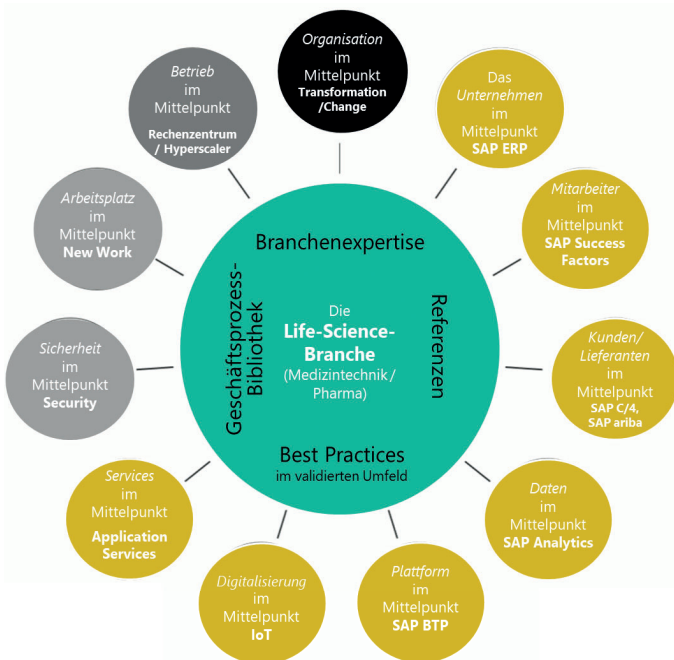 Organisation
im
Mittelpunkt
Transformation
/Change
Das
Unternehmen
im
Mittelpunkt
SAP ERP
Mitarbeiter
im
Mittelpunkt
SAP Success
Factors
Kunden/
Lieferanten
im
Mittelpunkt
SAP C/4,
SAP ariba
Daten
im
Mittelpunkt
SAP Analytics
Plattform
im
Mittelpunkt
SAP BTP
Digitalisierung
im
Mittelpunkt
IoT
Services
im
Mittelpunkt
Application
Services
Sicherheit
im
Mittelpunkt
Security
Arbeitsplatz
im
Mittelpunkt
New Work
Betrieb
im
Mittelpunkt
Rechenzentrum
/ Hyperscaler
Branchenexpertise
Geschäftsprozess-
Bibliothek
Die
Life-Science-
Branche
(Medizintechnik /
Pharma)
Referenzen
Best Practices
im validierten Umfeld